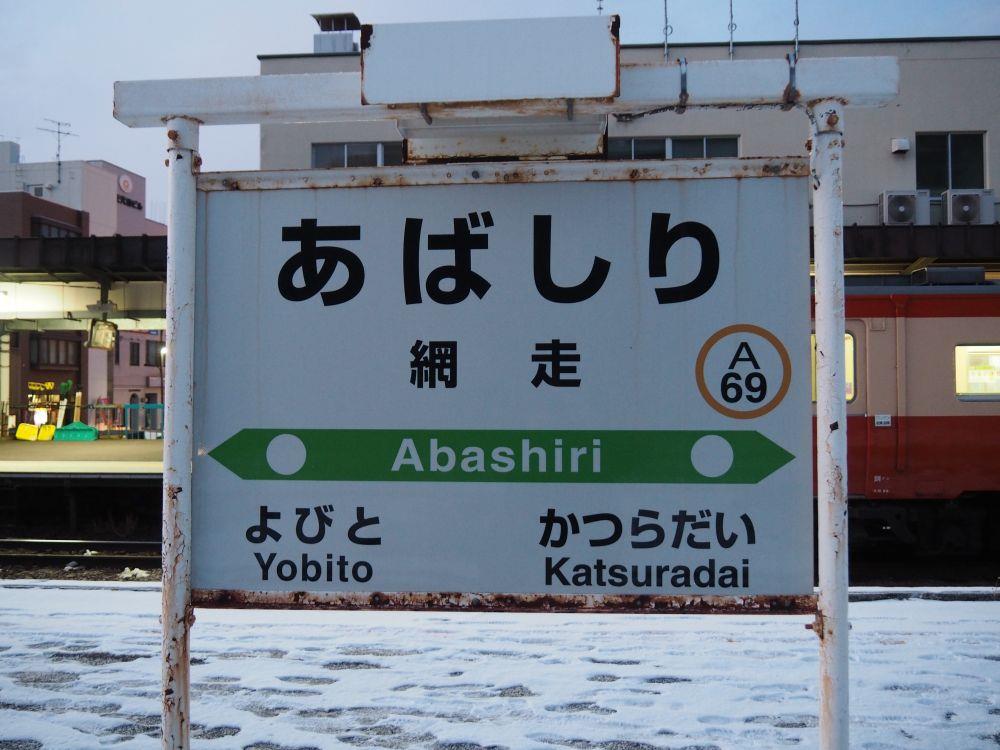 あばしり
網走
A
69
Abashiri
よびと
Yobito
かつらだい
Katsuradai